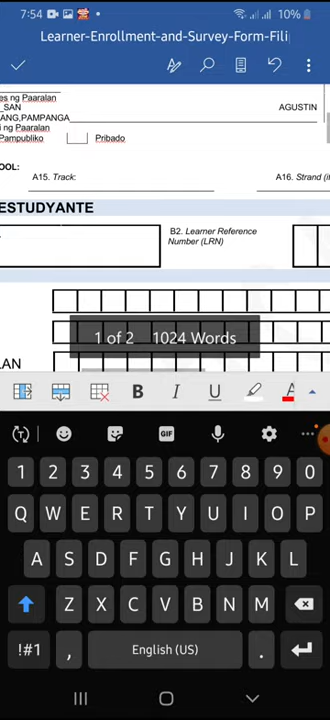 7:54 10%
Learner-Enrollment-and-Survey-Form-Fili
es ng Paaralan
_SAN AGUSTIN
ANG,PAMPANGA
i ng Paaralan
Pampubliko Pribado
OOL:
A15. Track: A16. Strand (i
ESTUDYANTE
B2. Learner Reference
Number (LRN)
LAN
1 of 2 1024 Words
B I U A
GIF
1 2 3 4 5 6 7 8 9 0
Q W E R T Y U I O P
A S D F G H J K L
Z X C V B N M
!#1 , English (US) .